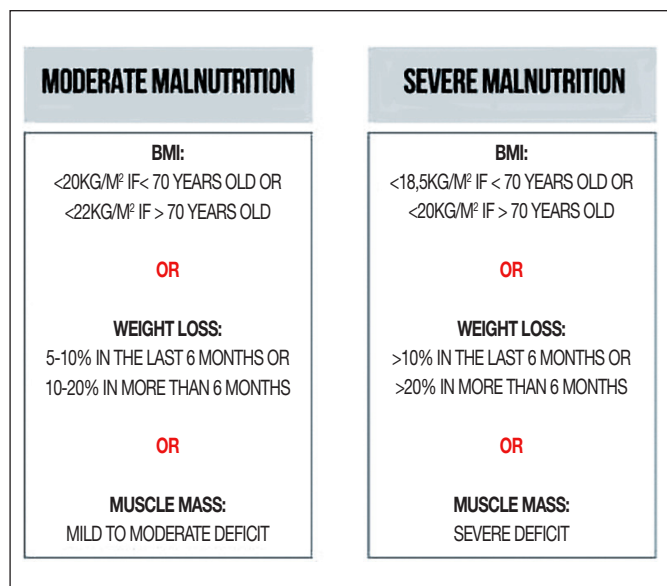 MODERATE MALNUTRITION
BMI:
<20KG/M² IF< 70 YEARS OLD OR
<22KG/M² IF > 70 YEARS OLD
OR
WEIGHT LOSS:
5-10% IN THE LAST 6 MONTHS OR
10-20% IN MORE THAN 6 MONTHS
OR
MUSCLE MASS:
MILD TO MODERATE DEFICIT
SEVERE MALNUTRITION
BMI:
<18,5KG/M² IF < 70 YEARS OLD OR
<20KG/M² IF > 70 YEARS OLD
OR
WEIGHT LOSS:
>10% IN THE LAST 6 MONTHS OR
>20% IN MORE THAN 6 MONTHS
OR
MUSCLE MASS:
SEVERE DEFICIT